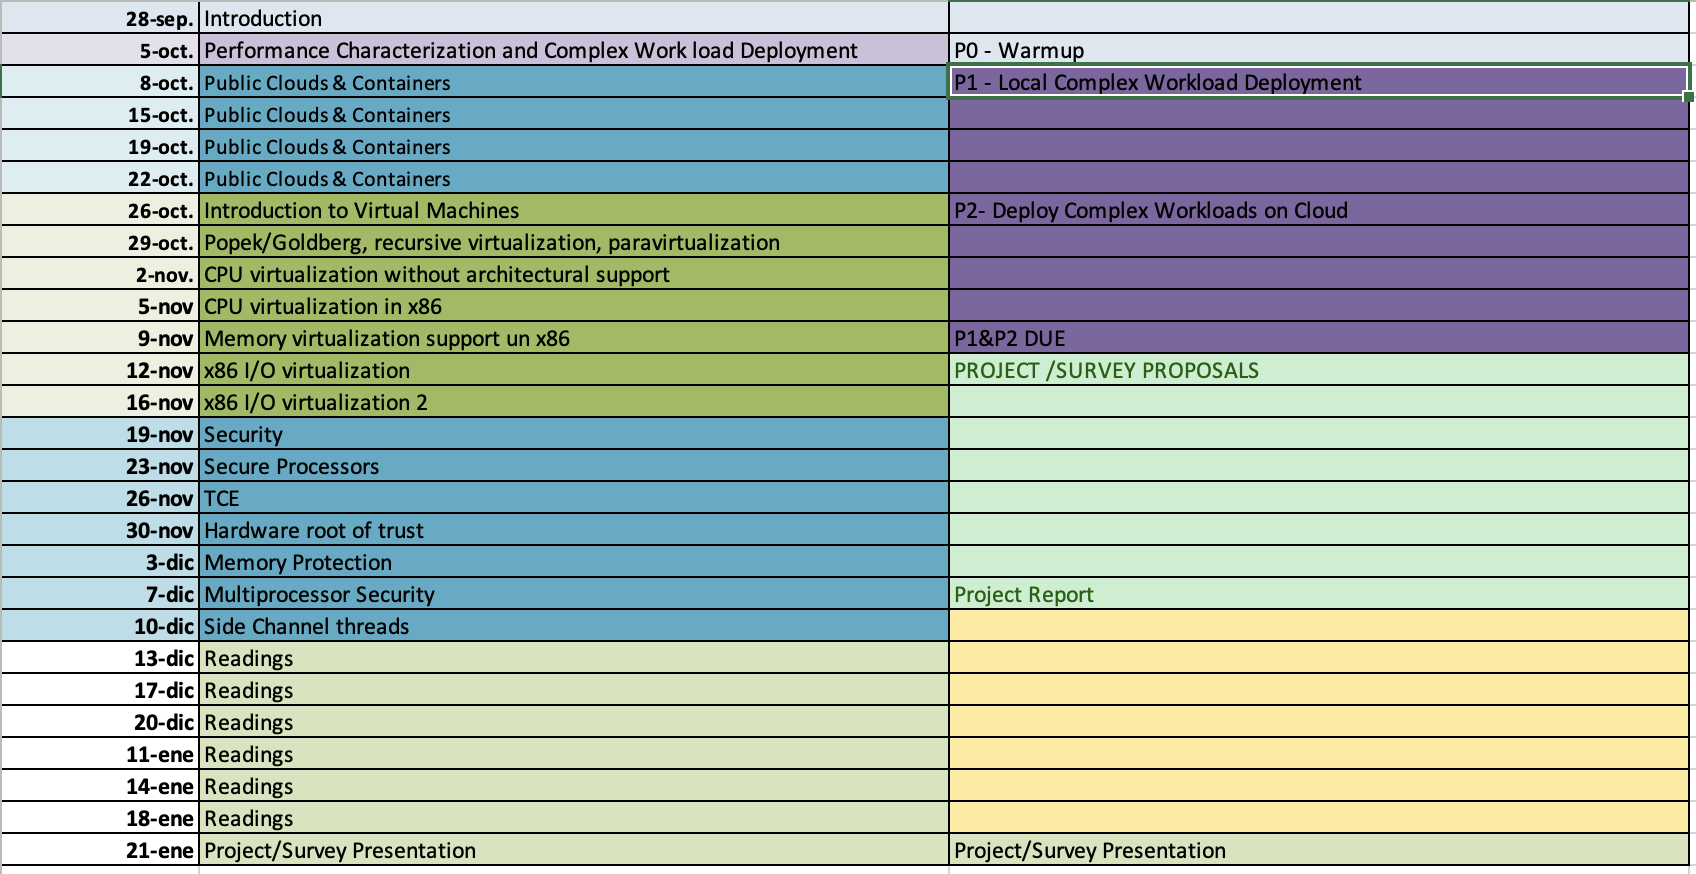 28-sep. Introduction
5-oct. Performance Characterization and Complex Work load Deployment P0 - Warmup
8-oct. Public Clouds & Containers P1 - Local Complex Workload Deployment
15-oct. Public Clouds & Containers
19-oct. Public Clouds & Containers
22-oct. Public Clouds & Containers
26-oct. Introduction to Virtual Machines P2- Deploy Complex Workloads on Cloud
29-oct. Popek/Goldberg, recursive virtualization, paravirtualization
2-nov. CPU virtualization without architectural support
5-nov CPU virtualization in x86
9-nov Memory virtualization support un x86 P1&P2 DUE
12-nov x86 I/O virtualization PROJECT /SURVEY PROPOSALS
16-nov x86 I/O virtualization 2
19-nov Security
23-nov Secure Processors
26-nov TCE
30-nov Hardware root of trust
3-dic Memory Protection
7-dic Multiprocessor Security Project Report
10-dic Side Channel threads
13-dic Readings
17-dic Readings
20-dic Readings
11-ene Readings
14-ene Readings
18-ene Readings
21-ene Project/Survey Presentation Project/Survey Presentation